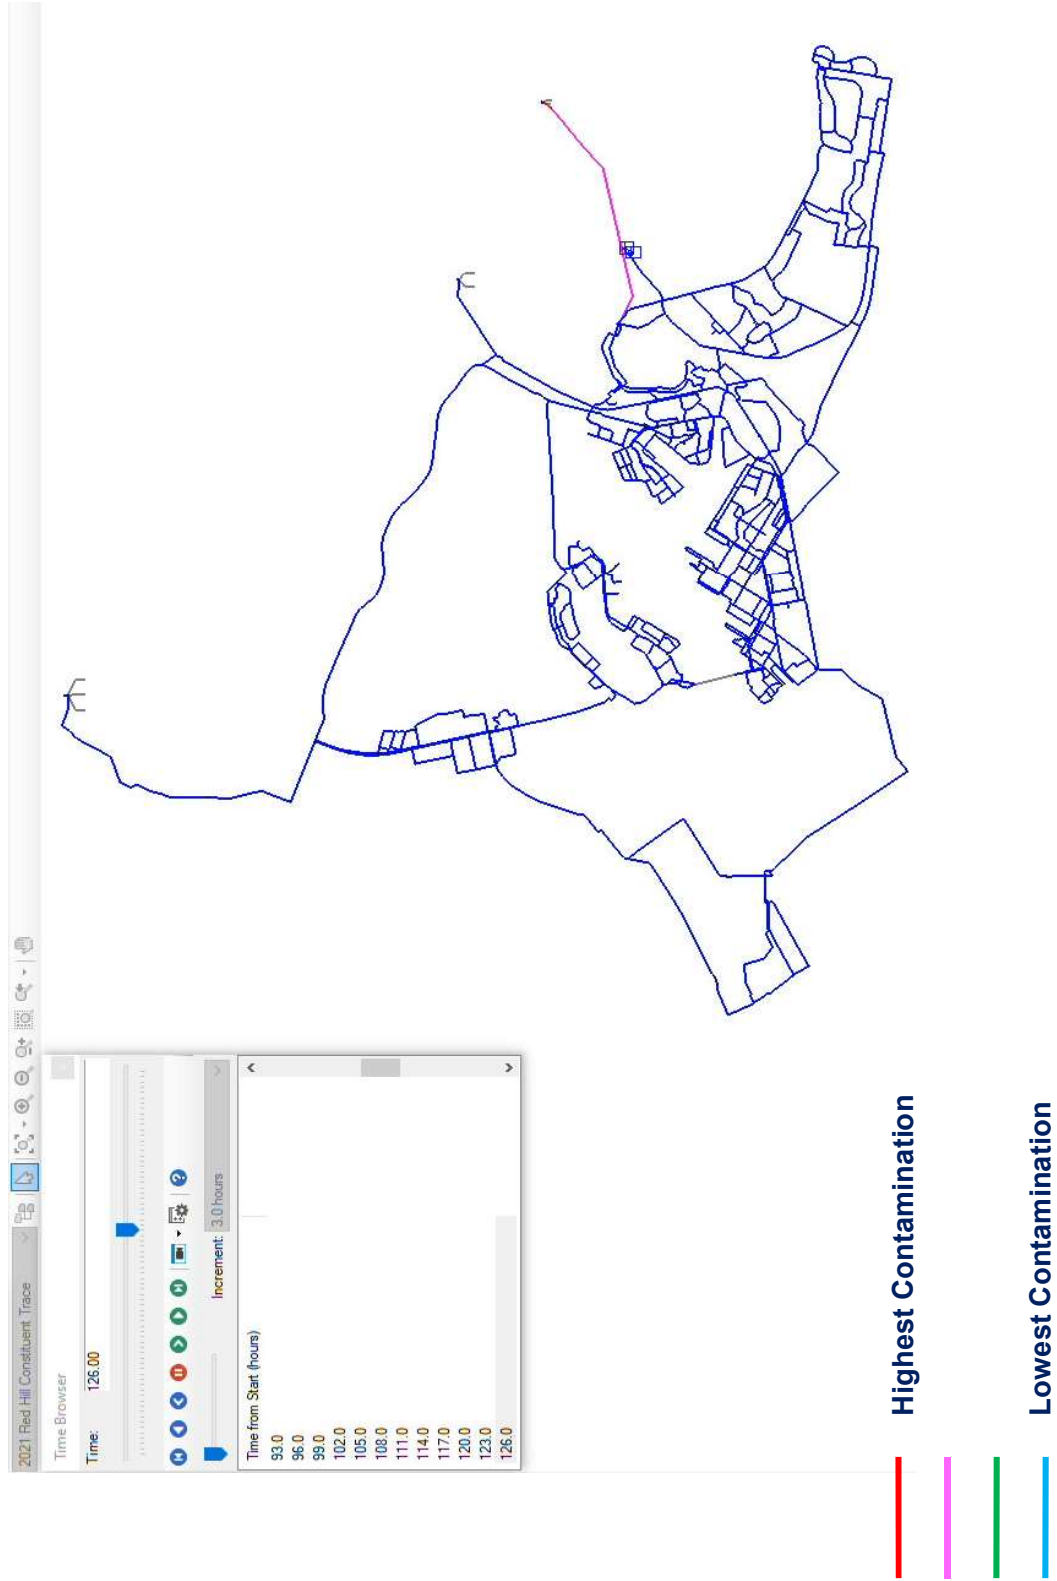 2021 Red Hill Constituent Trace
Time Browser
Time:
126.00
Increment:
3.0 hours
Time from Start (hours)
93.0
96.0
99.0
102.0
105.0
108.0
111.0
114.0
117.0
120.0
123.0
126.0
Highest Contamination
Lowest Contamination